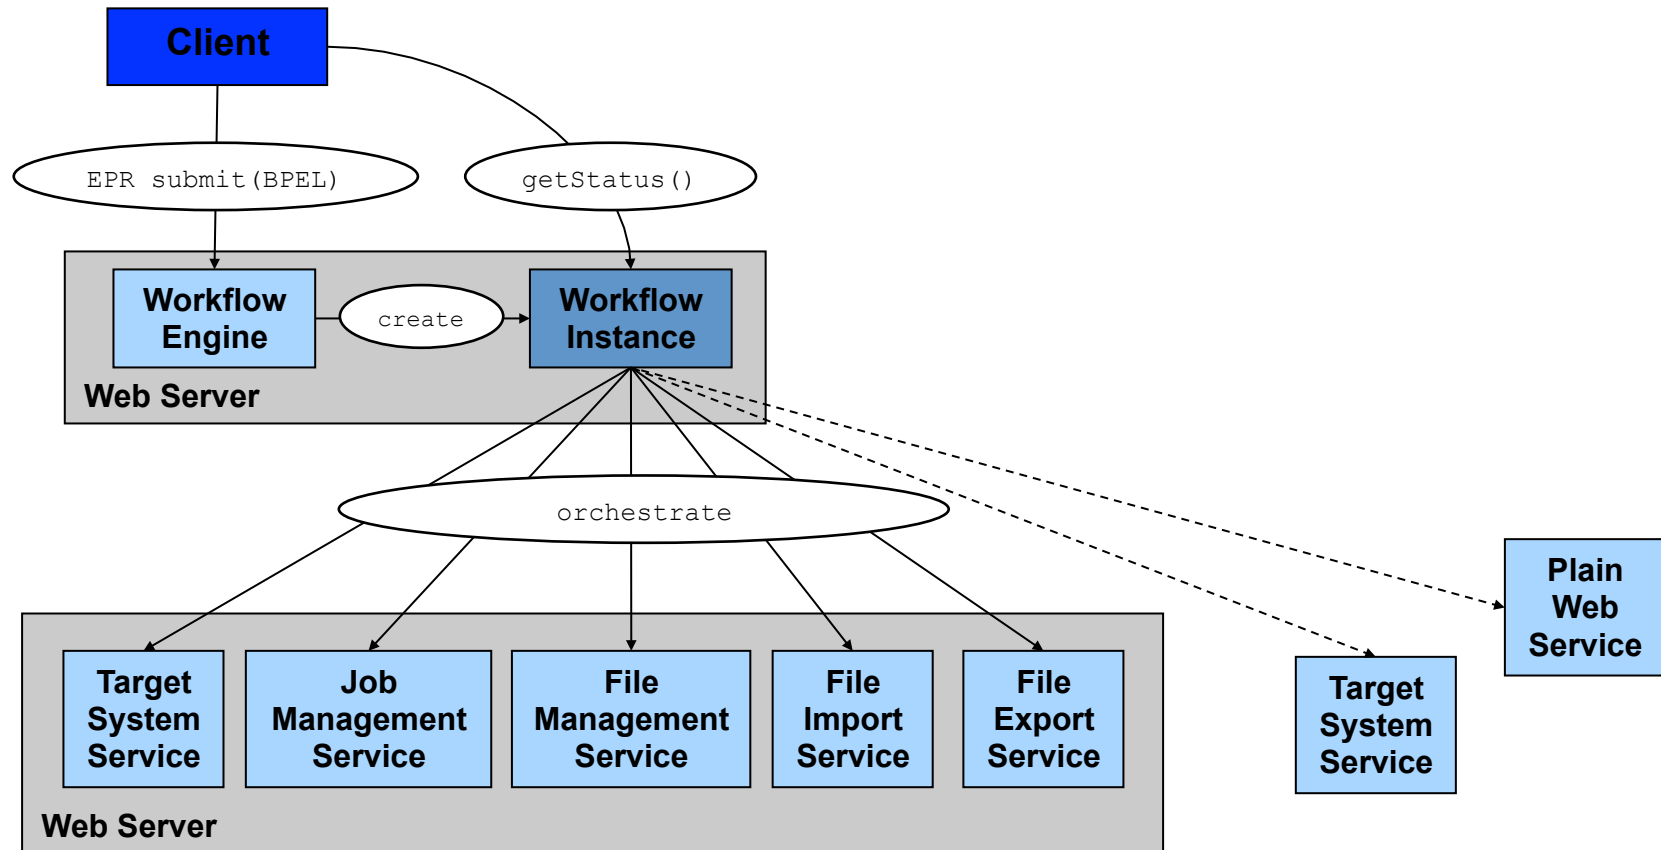 Client
EPR submit(BPEL)
getStatus()
Workflow
Engine
create
Workflow
Instance
Web Server
orchestrate
Plain
Web
Service
Target
System
Service
Job
Management
Service
File
Management
Service
File
Import
Service
File
Export
Service
Target
System
Service
Web Server